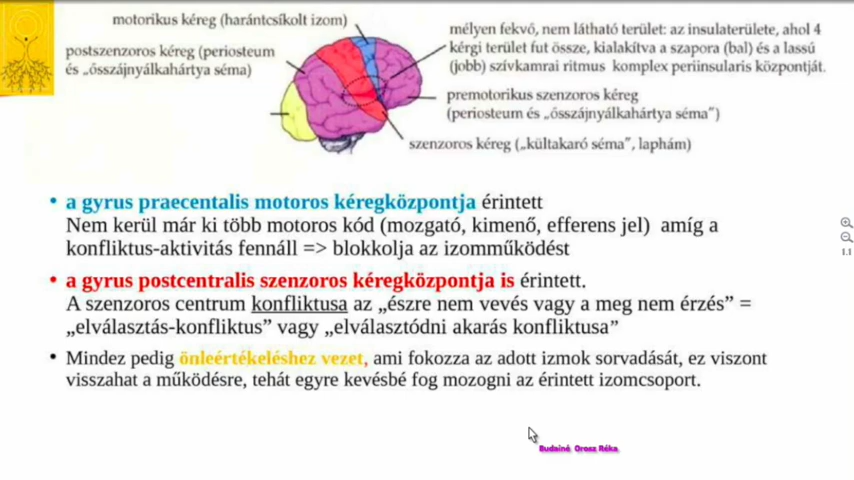 motorikus kéreg (harántcsíkolt izom)
posztszenzoros kéreg (periosteum
és „ősszájnyálkahártya séma)
mélyen fekvő, nem látható terület: az insulaterülete, ahol 4
kérgi terület fut össze, kialakítva a szapora (bal) és a lassú
(jobb) szívkamrai ritmus komplex periinsularis központját.
premotorikus szenzoros kéreg
(periosteum és „ősszájnyálkahártya séma")
szenzoros kéreg („kültakaró séma", laphám)
• a gyrus praecentalis motoros kéregközpontja érintett
Nem kerül már ki több motoros kód (mozgató, kimenő, efferens jel) amíg a
konfliktus-aktivitás fennáll => blokkolja az izomműködést
• a gyrus postcentralis szenzoros kéregközpontja is érintett.
A szenzoros centrum konfliktusa az „észre nem vevés vagy a meg nem érzés” =
„elválasztás-konfliktus” vagy „elválasztódni akarás konfliktusa”
• Mindez pedig önleértékeléshez vezet, ami fokozza az adott izmok sorvadását, ez viszont
visszahat a működésre, tehát egyre kevésbé fog mozogni az érintett izomcsoport.
1:1
Budainé Orosz Réka